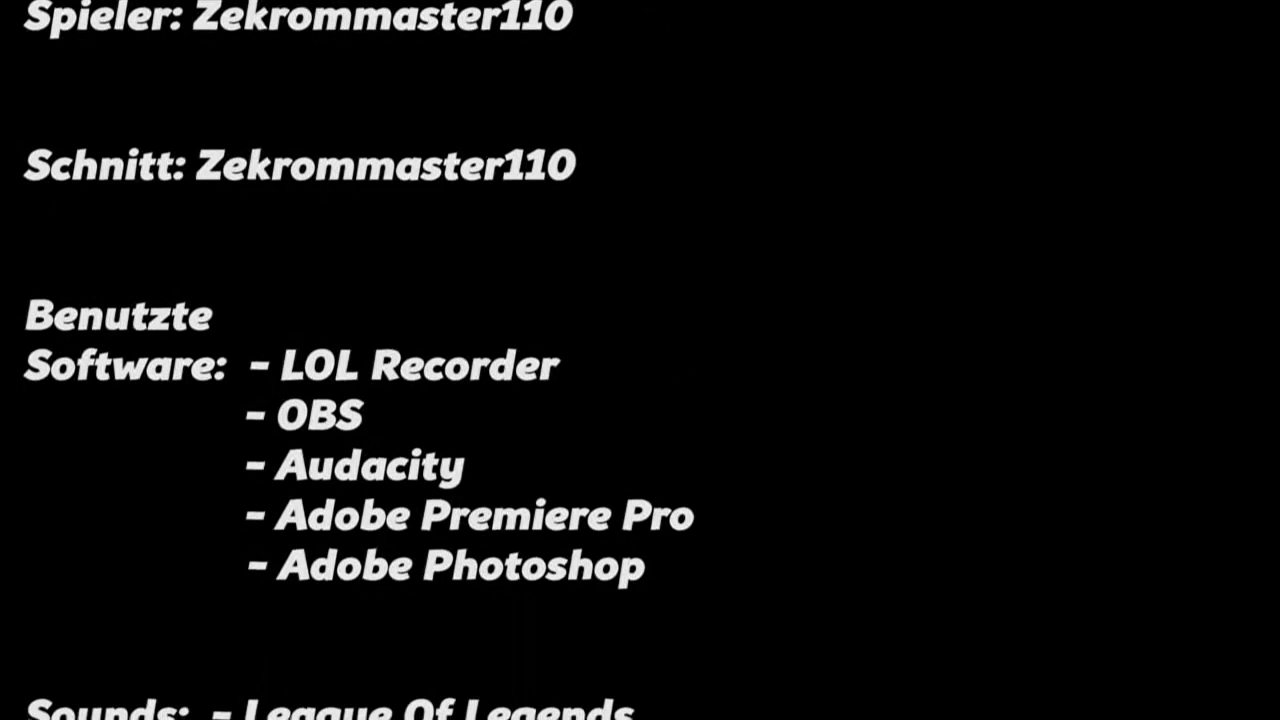 Spieler: Zekrommaster110
Schnitt: Zekrommaster110
Benutzte
Software: - LOL Recorder
- OBS
- Audacity
- Adobe Premiere Pro
- Adobe Photoshop
Sounds: - League Of Legends